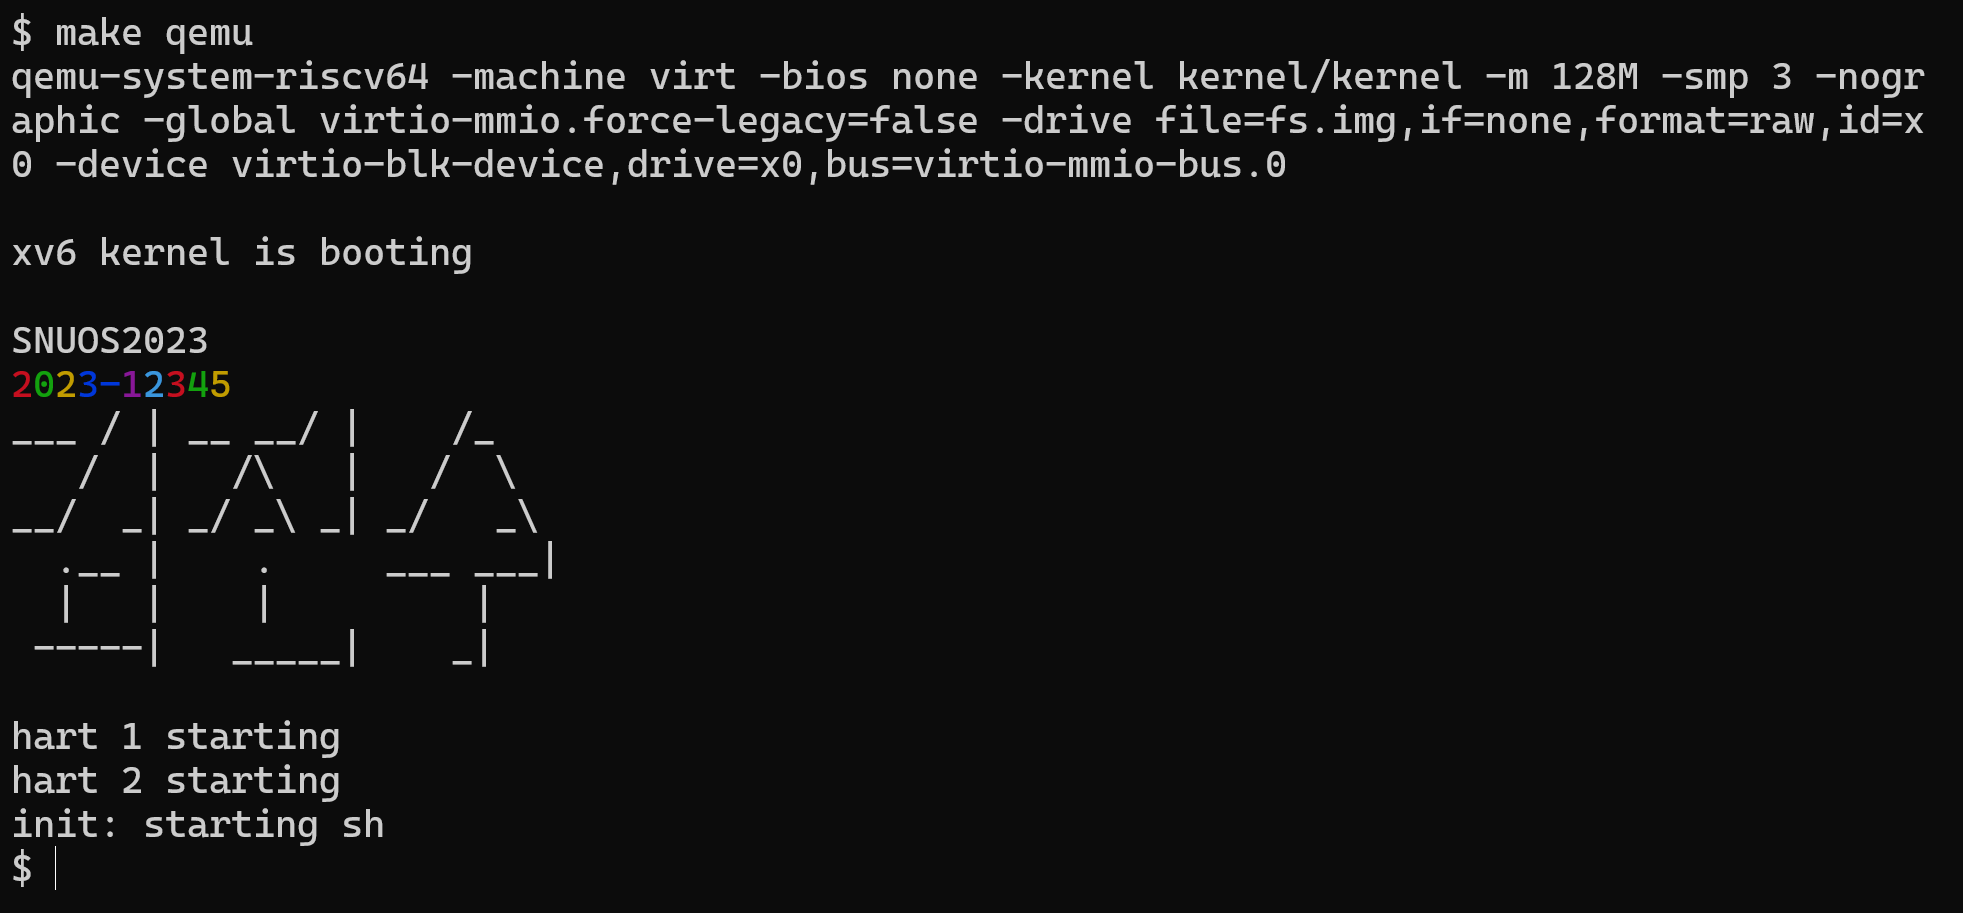 $ make qemu
qemu-system-riscv64 -machine virt -bios none -kernel kernel/kernel -m 128M -smp 3 -nogr
aphic -global virtio-mmio.force-legacy=false -drive file=fs.img,if=none,format=raw,id=x
0 -device virtio-blk-device,drive=x0,bus=virtio-mmio-bus.0

xv6 kernel is booting

SNUOS2023
2023-12345
___ / | __ __/ |    /_
   /  |   /\   |   /  \
__/  _| _/ _\ _| _/   _\
  .__ |    .     ___ ___|
  |   |    |         |
 -----|   _____|    _|

hart 1 starting
hart 2 starting
init: starting sh
$